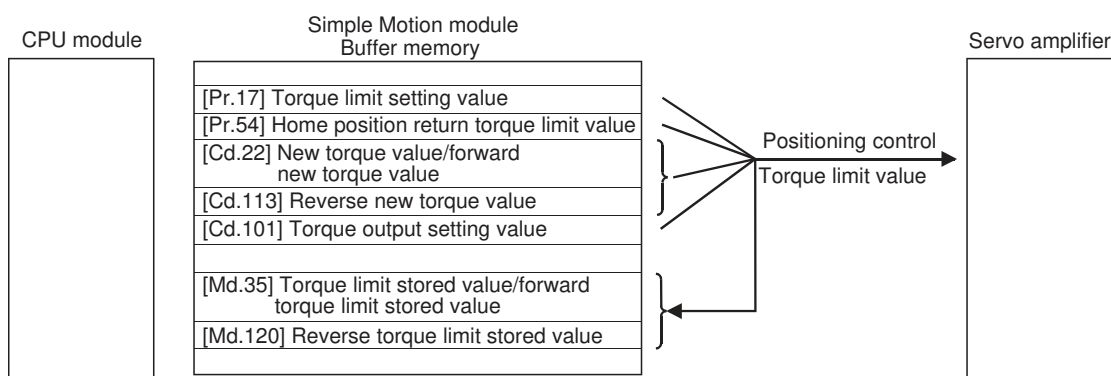 CPU module
Simple Motion module
Buffer memory
Servo amplifier
[Pr.17] Torque limit setting value
[Pr.54] Home position return torque limit value
[Cd.22] New torque value/forward
new torque value
[Cd.113] Reverse new torque value
[Cd.101] Torque output setting value
Positioning control
Torque limit value
[Md.35] Torque limit stored value/forward
torque limit stored value
[Md.120] Reverse torque limit stored value